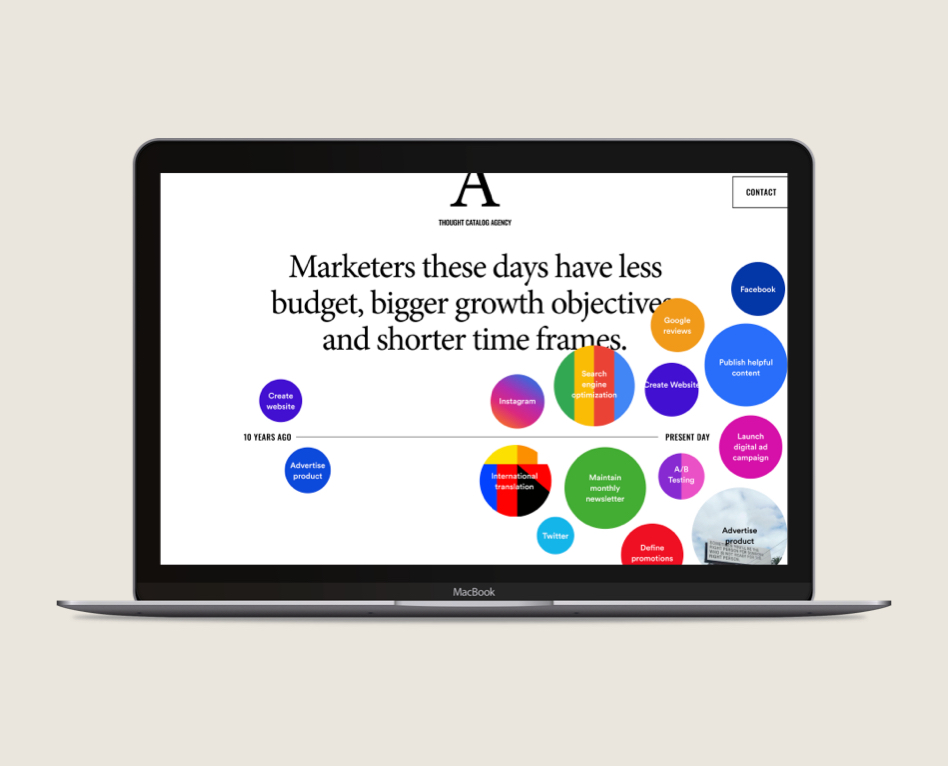 A
THOUGHT CATALOG AGENCY
CONTACT
Marketers these days have less
budget, bigger growth objectives
and shorter time frames.
Facebook
Google
reviews
Publish helpful
content
Search
engine
optimization
Create Website
Instagram
Create
website
10 YEARS AGO
PRESENT DAY
Launch
digital ad
campaign
Advertise
product
International
translation
Maintain
monthly
newsletter
A/B
Testing
Twitter
Define
promotions
Advertise
product
RIGHT PERSON.
MacBook